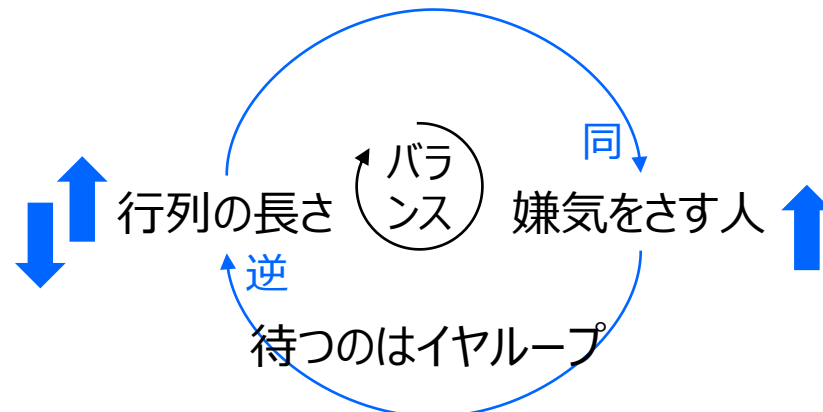 同
バラ
ンス
行列の長さ
嫌気をさす人
逆
待つのはイヤループ